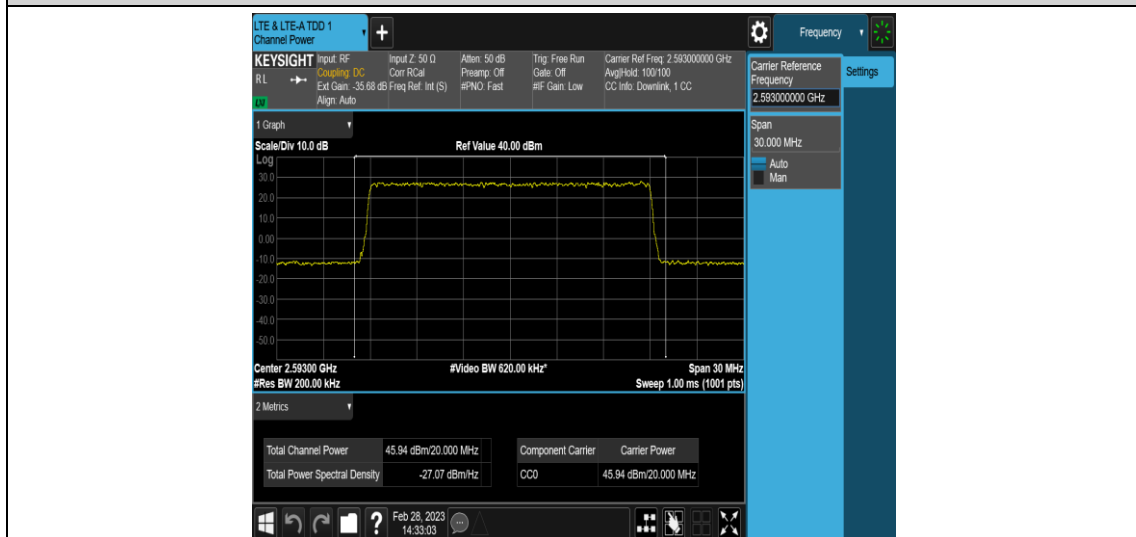 LTE & LTE-A TDD 1
Channel Power
Frequency
KEYSIGHT
RL
LXI
Input: RF
Coupling: DC
Ext Gain: -35.68 dB
Align: Auto
Input Z: 50 Ω
Corr RCal
Freq Ref: Int (S)
Atten: 50 dB
Preamp: Off
#PNO: Fast
Trig: Free Run
Gate: Off
#IF Gain: Low
Carrier Ref Freq: 2.593000000 GHz
Avg|Hold: 100/100
CC Info: Downlink, 1 CC
Carrier Reference
Frequency
2.593000000 GHz
Settings
Span
30.000 MHz
Auto
Man
1 Graph
Scale/Div 10.0 dB
Ref Value 40.00 dBm
Log
30.0
20.0
10.0
0.00
-10.0
-20.0
-30.0
-40.0
-50.0
Center 2.59300 GHz
#Video BW 620.00 kHz*
Span 30 MHz
#Res BW 200.00 kHz
Sweep 1.00 ms (1001 pts)
2 Metrics
Total Channel Power 45.94 dBm/20.000 MHz
Total Power Spectral Density -27.07 dBm/Hz
Component Carrier Carrier Power
CC0 45.94 dBm/20.000 MHz
Feb 28, 2023
14:33:03